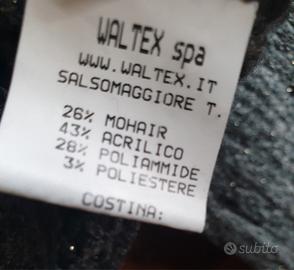 WALTEX spa
WWW.WALTEX.IT
SALSOMAGGIORE T.
26% MOHAIR
43% ACRILICO
28% POLIAMMIDE
3% POLIESTERE
COSTINA:
subito